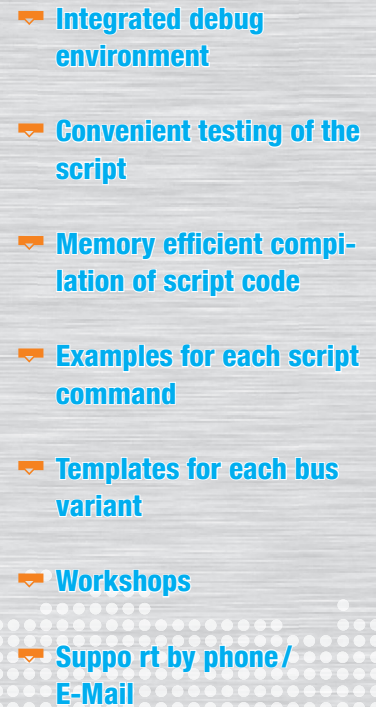 Integrated debug
environment
Convenient testing of the
script
Memory efficient compi-
lation of script code
Examples for each script
command
Templates for each bus
variant
Workshops
Suppo rt by phone/
E-Mail